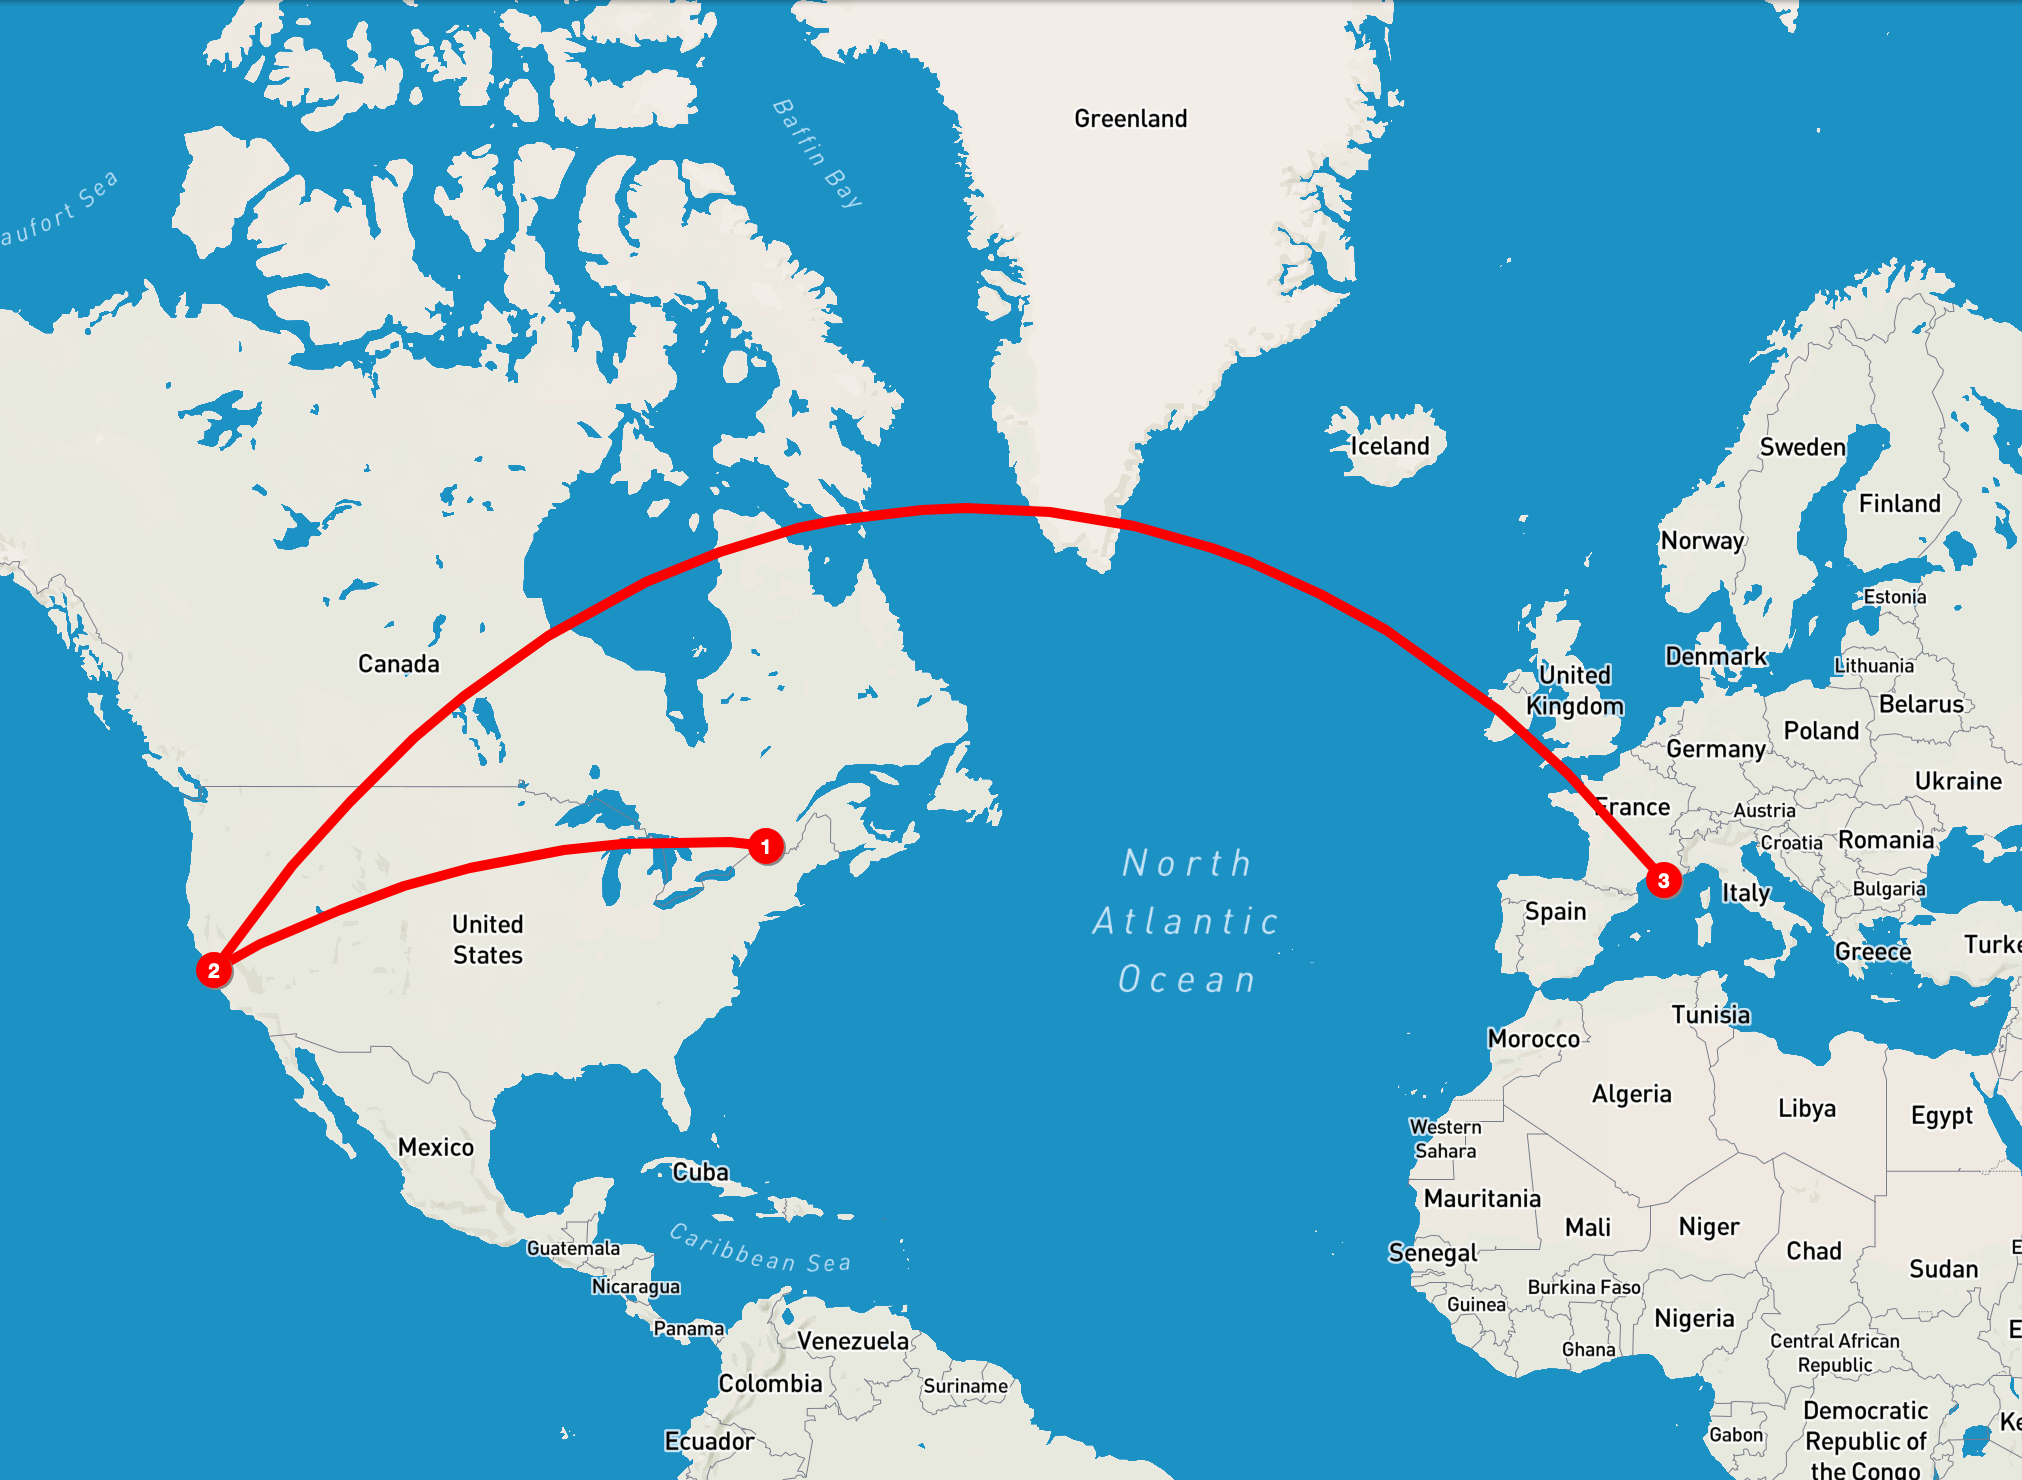 Greenland
Baffin Bay
aufort Sea
Iceland
Sweden
Finland
Norway
Estonia
Canada
Denmark
Lithuania
United
Kingdom
Belarus
Poland
Germany
Ukraine
France
Austria
Romania
Croatia
1
North
Atlantic
Ocean
3
Italy
Bulgaria
Spain
United
States
Greece
Turke
2
Tunisia
Morocco
Algeria
Libya
Egypt
Western
Sahara
Mexico
Cuba
Mauritania
Mali
Niger
Caribbean Sea
Guatemala
Senegal
Chad
E
Sudan
Nicaragua
Burkina Faso
Guinea
Nigeria
Panama
Venezuela
Ghana
Central African
Republic
E
Colombia
Suriname
Democratic
Republic of
the Congo
Ke
Gabon
Ecuador